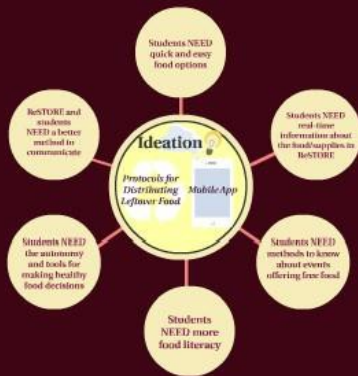 Students NEED
quick and easy
food options
ReSTORE and
students
NEED a better
method to
communicate
Students NEED
real-time
information about
the food/supplies in
ReSTORE
Ideation
Protocols for
Distributing
Leftover Food
Mobile App
Students NEED
the autonomy
and tools for
making healthy
food decisions
Students NEED
methods to know
about events
offering free food
Students
NEED more
food literacy